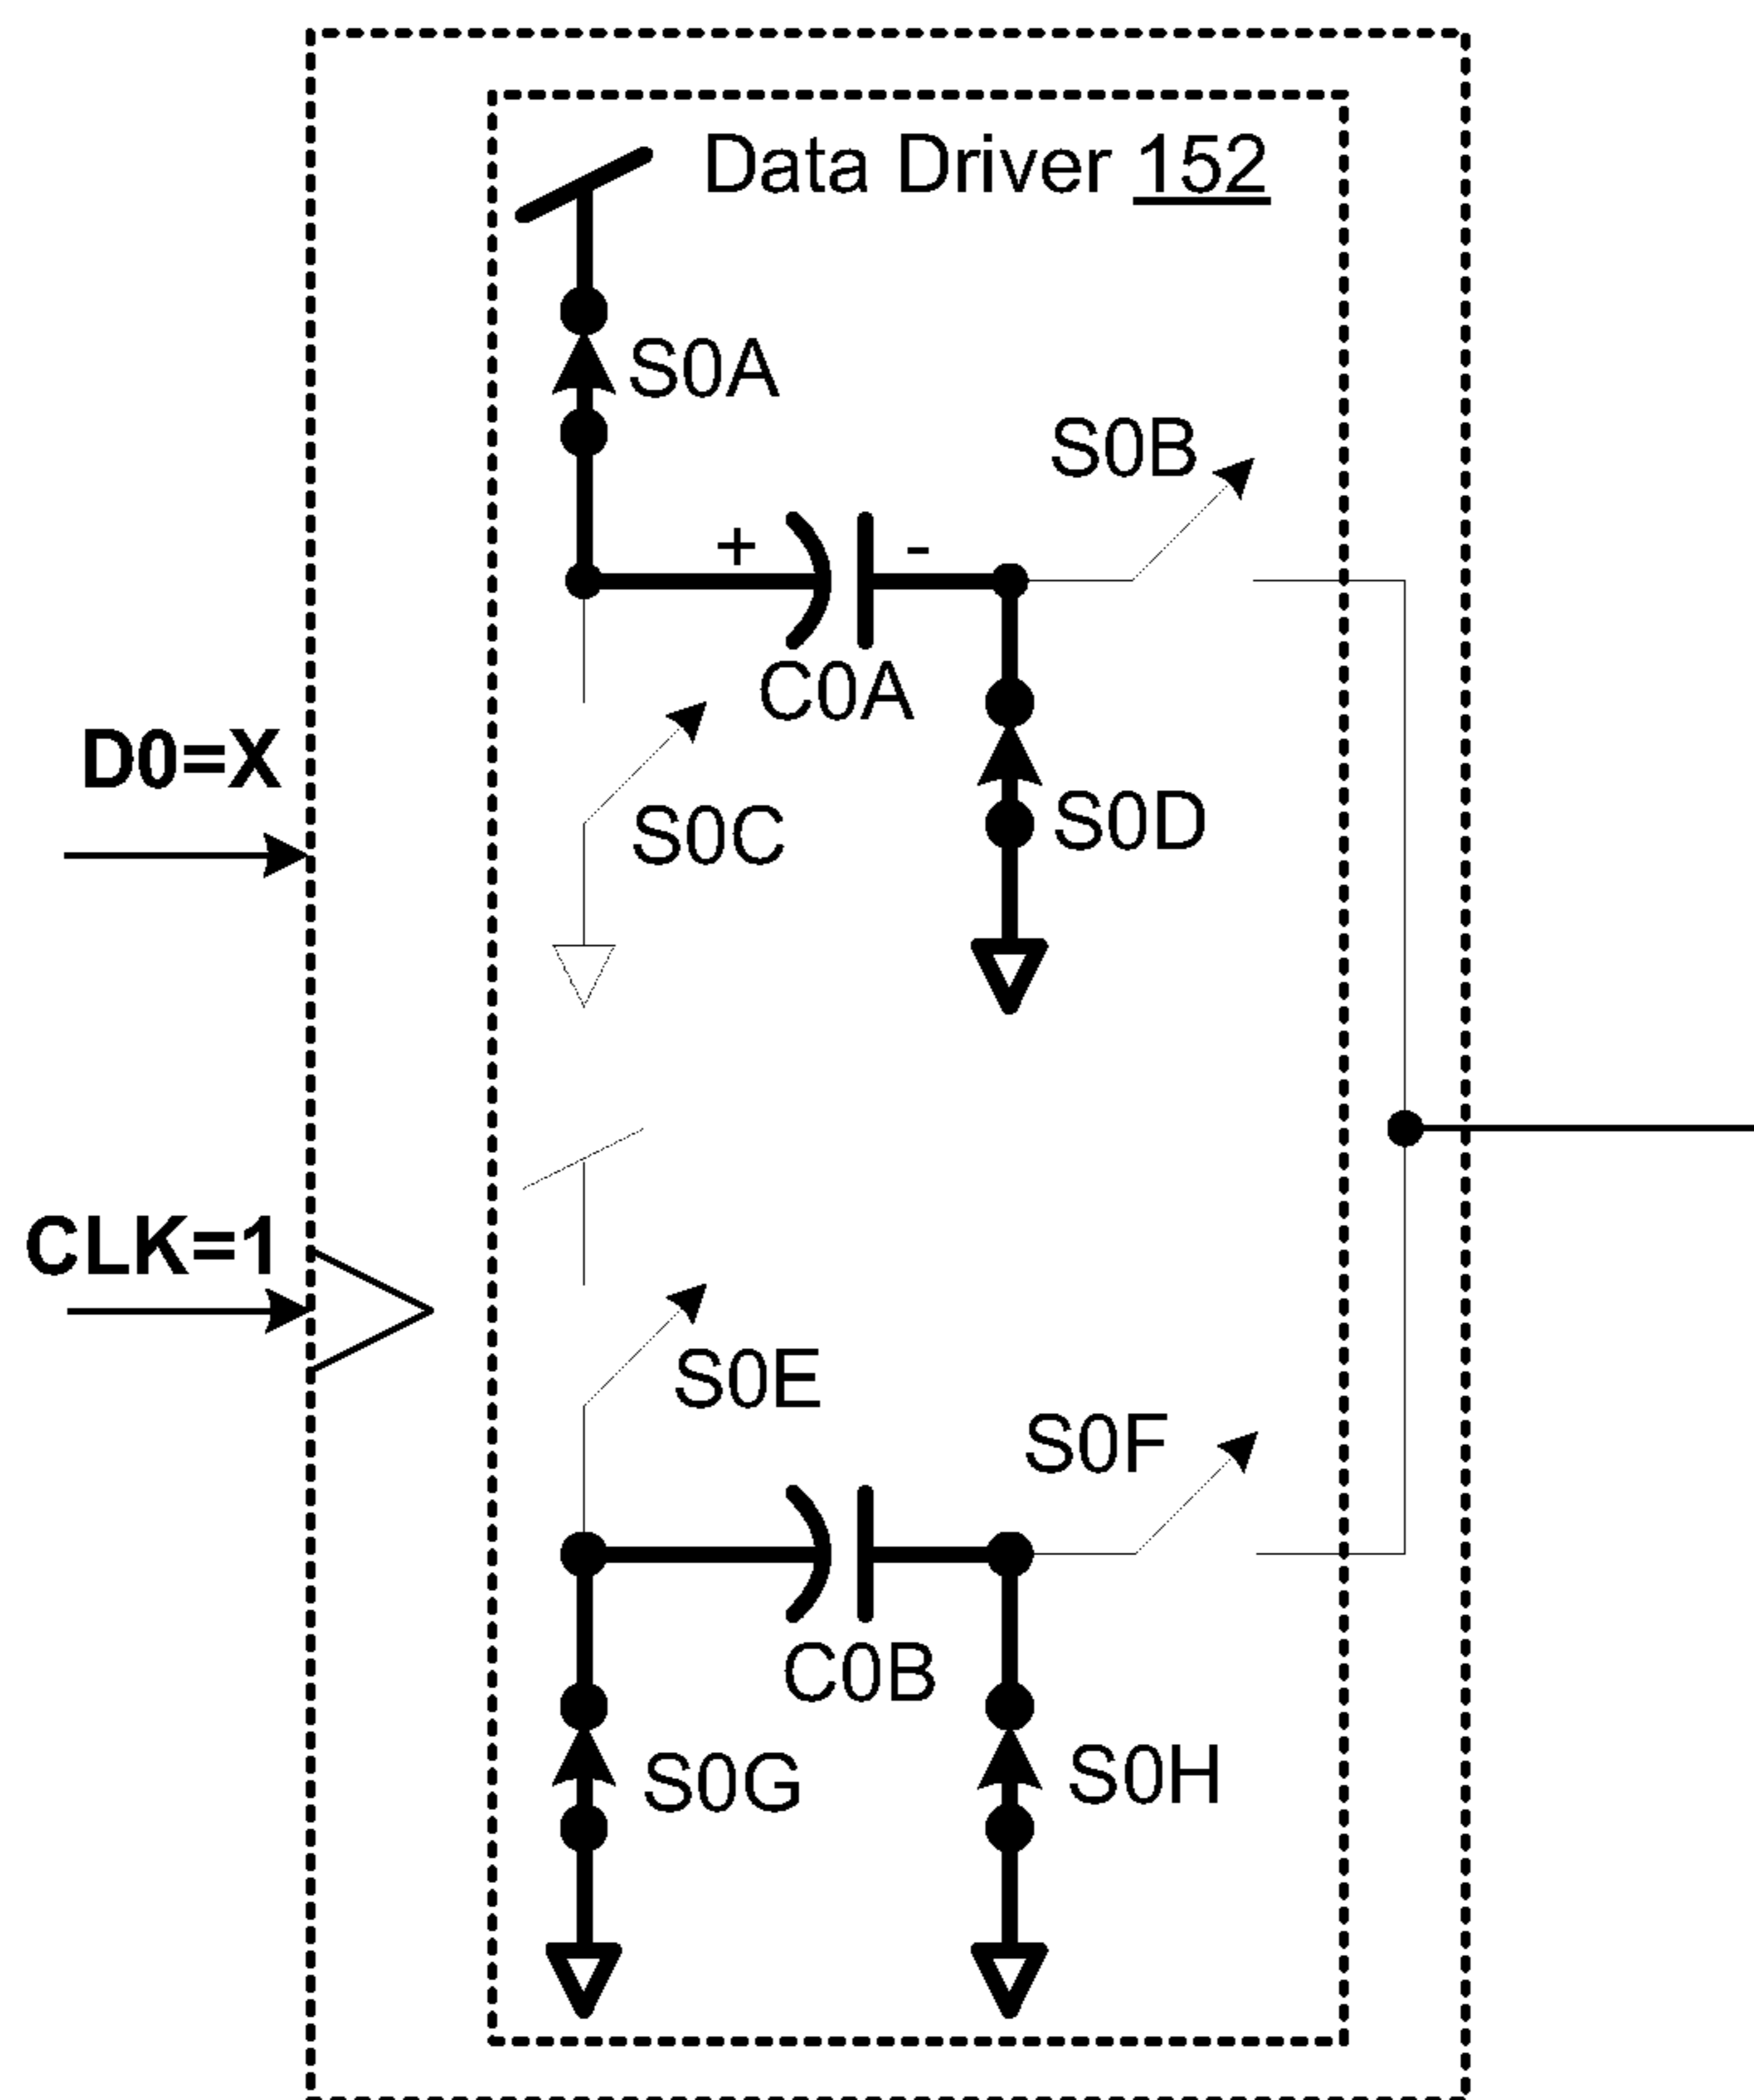 Data Driver 152
S0A
S0B
+ -
C0A
D0=X
S0C
S0D
CLK=1
S0E
S0F
C0B
S0G
S0H